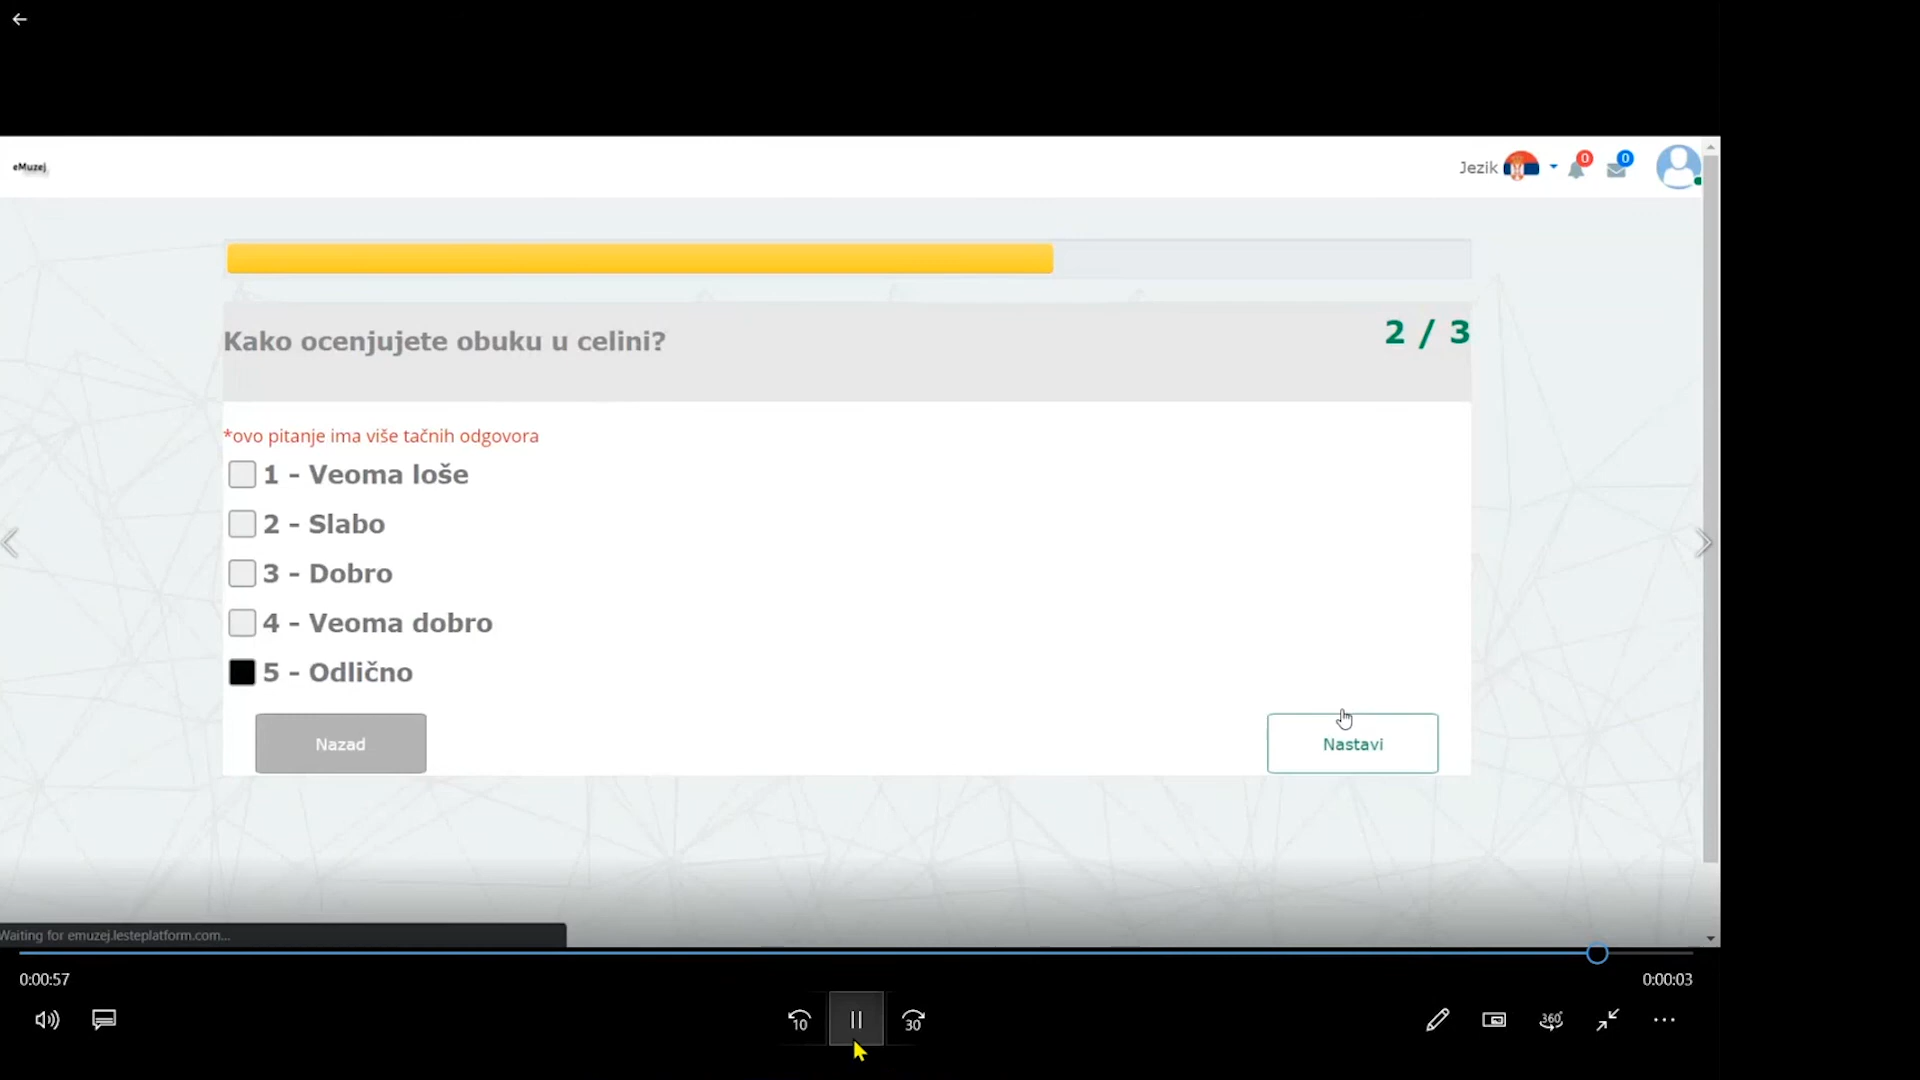 eMuzej
Jezik
0
0
Kako ocenjujete obuku u celini?
2 / 3
*ovo pitanje ima više tačnih odgovora
1 - Veoma loše
2 - Slabo
3 - Dobro
4 - Veoma dobro
5 - Odlično
Nazad
Nastavi
Waiting for emuzej.lesteplatform.com...
0:00:57
0:00:03
10
30
360°